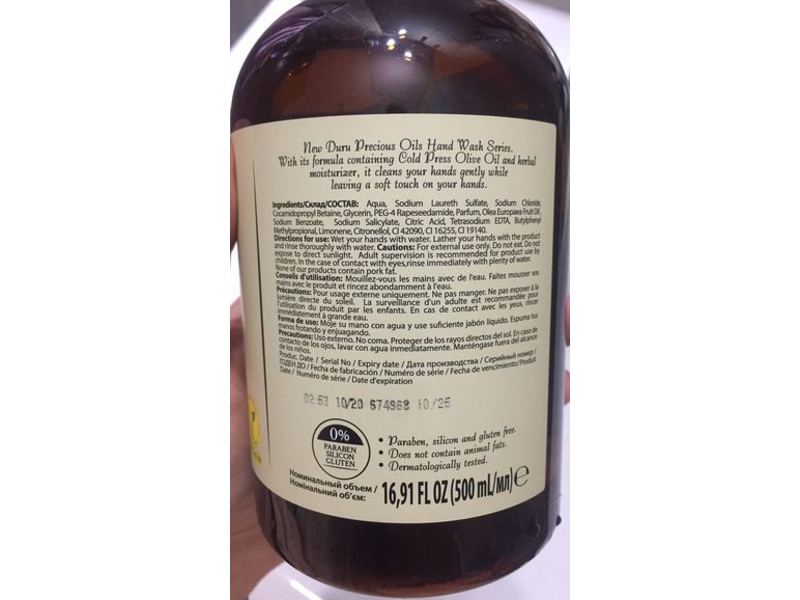 New Duru Precious Oils Hand Wash Series.
With its formula containing Cold Press Olive Oil and herbal
moisturizer, it cleans your hands gently while
leaving a soft touch on your hands.
Ingredients/Склад/СОСТАВ: Aqua, Sodium Laureth Sulfate, Sodium Chloride,
Cocamidopropyl Betaine, Glycerin, PEG-4 Rapeseedamide, Parfum, Olea Europaea Fruit Oil,
Sodium Benzoate, Sodium Salicylate, Citric Acid, Tetrasodium EDTA, Butylphenyl
Methylpropional, Limonene, Citronellol, CI 42090, CI 16255, CI 19140.
Directions for use: Wet your hands with water. Lather your hands with the product
and rinse thoroughly with water. Cautions: For external use only. Do not eat. Do not
expose to direct sunlight. Adult supervision is recommended for product use by
children. In the case of contact with eyes,rinse immediately with plenty of water.
None of our products contain pork fat.
Conseils d'utilisation: Mouillez-vous les mains avec de l'eau. Faites mousser vos
mains avec le produit et rincez abondamment à l'eau.
Précautions: Pour usage externe uniquement. Ne pas manger. Ne pas exposer à la
lumière directe du soleil. La surveillance d'un adulte est recommandée pour
l'utilisation du produit par les enfants. En cas de contact avec les yeux, rincer
immédiatement à grande eau.
Forma de uso: Moje su mano con agua y use suficiente jabón líquido. Espuma tus
manos frotando y enjuagando.
Precauciones: Uso externo. No coma. Proteger de los rayos directos del sol. En caso de
contacto de los ojos, lavar con agua inmediatamente. Manténgase fuera del alcance
de los niños.
Produc. Date / Serial No / Expiry date / Дата производства / Серийный номер /
ГОДЕН ДО / Fecha de fabricación / Numéro de série / Fecha de vencimiento/Produit
Date / Numéro de série / Date d'expiration
02:53 10/20 674968 10/25
0%
PARABEN
SILICON
GLUTEN
• Paraben, silicon and gluten free.
• Does not contain animal fats.
• Dermatologically tested.
Номинальный объем /
Номінальний об'єм: 16,91 FL OZ (500 mL/мл) ℮